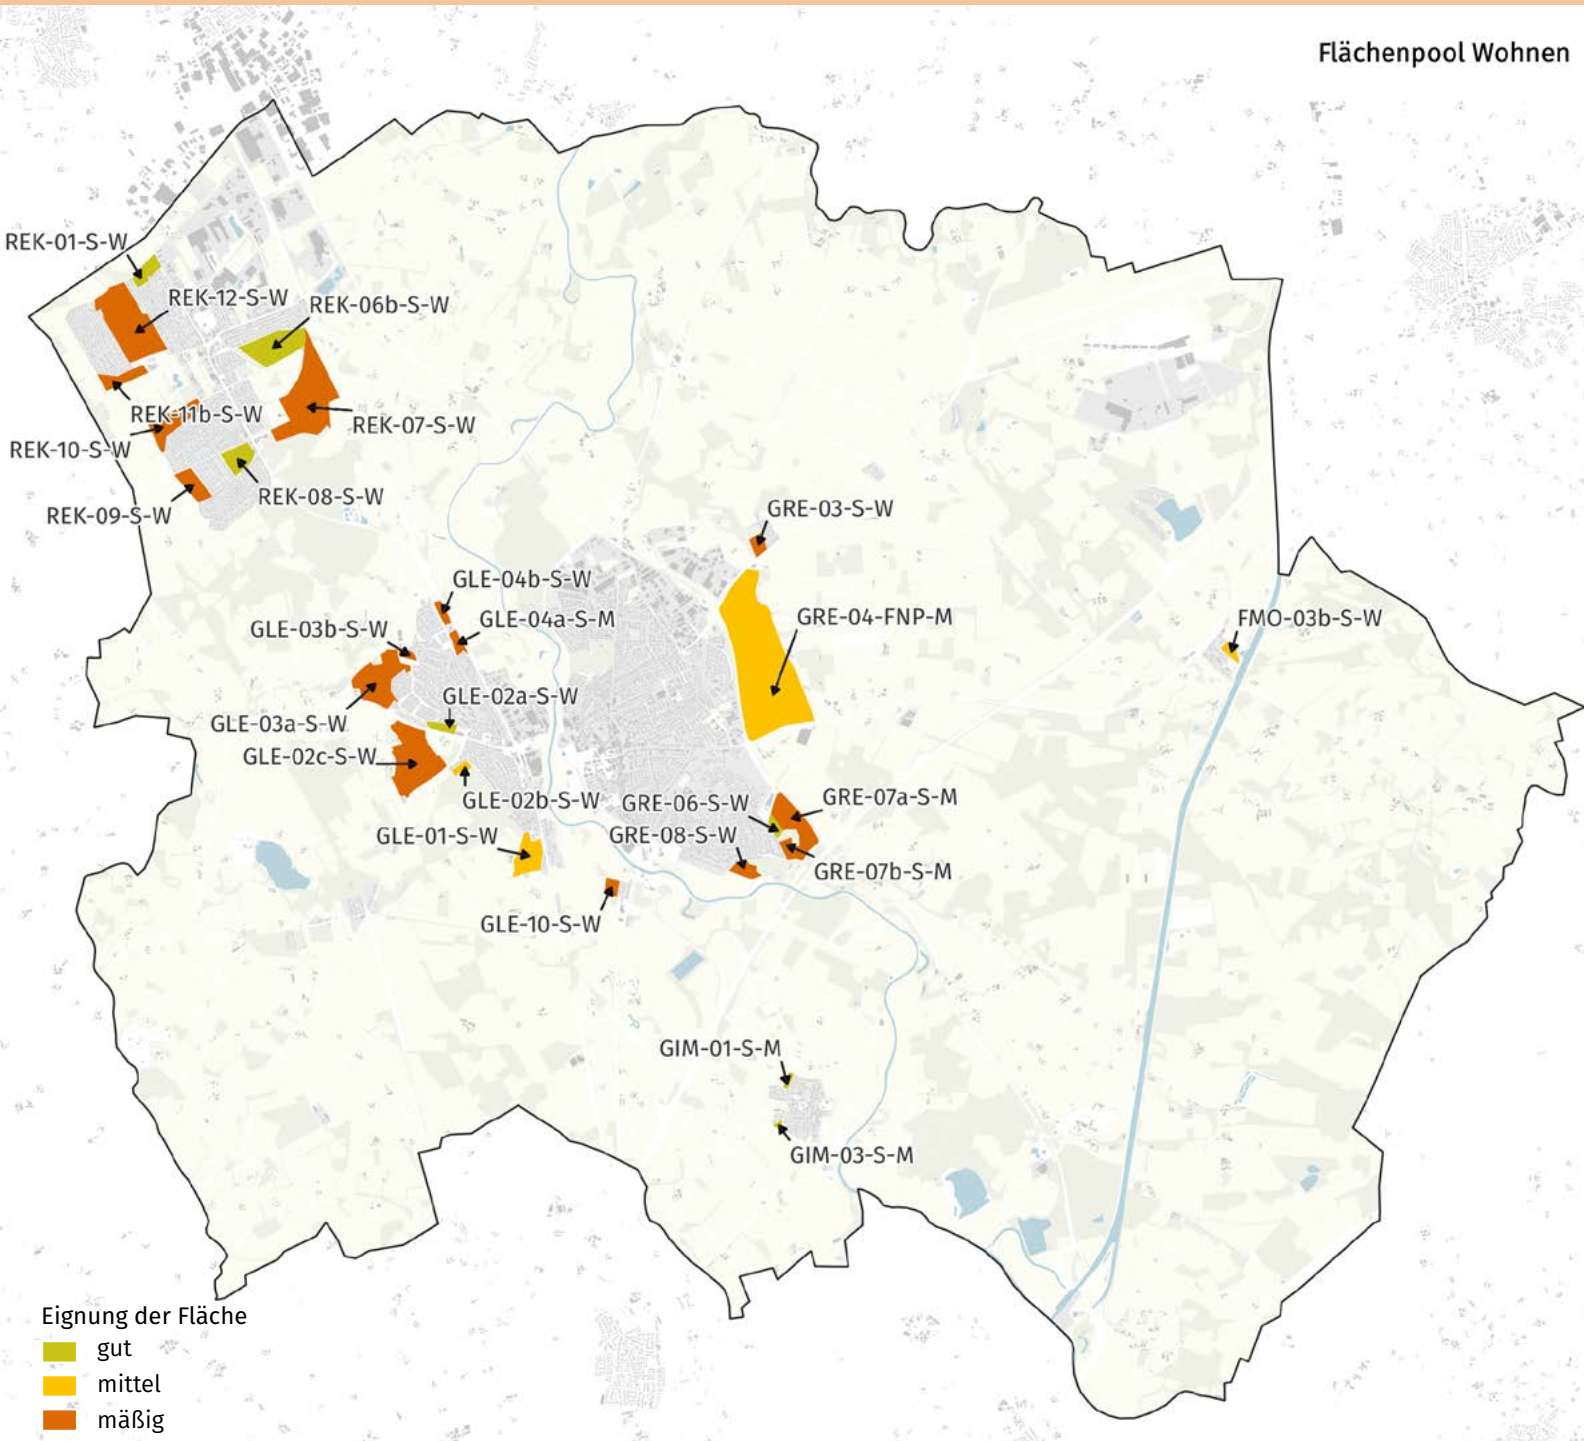 Flächenpool Wohnen
REK-01-S-W
REK-12-S-W
REK-06b-S-W
REK-11b-S-W
REK-07-S-W
REK-10-S-W
REK-08-S-W
REK-09-S-W
GRE-03-S-W
GLE-04b-S-W
GLE-04a-S-M
GLE-03b-S-W
GRE-04-FNP-M
FMO-03b-S-W
GLE-02a-S-W
GLE-03a-S-W
GLE-02c-S-W
GLE-02b-S-W
GRE-06-S-W
GRE-07a-S-M
GLE-01-S-W
GRE-08-S-W
GRE-07b-S-M
GLE-10-S-W
GIM-01-S-M
GIM-03-S-M
Eignung der Fläche
gut
mittel
mäßig